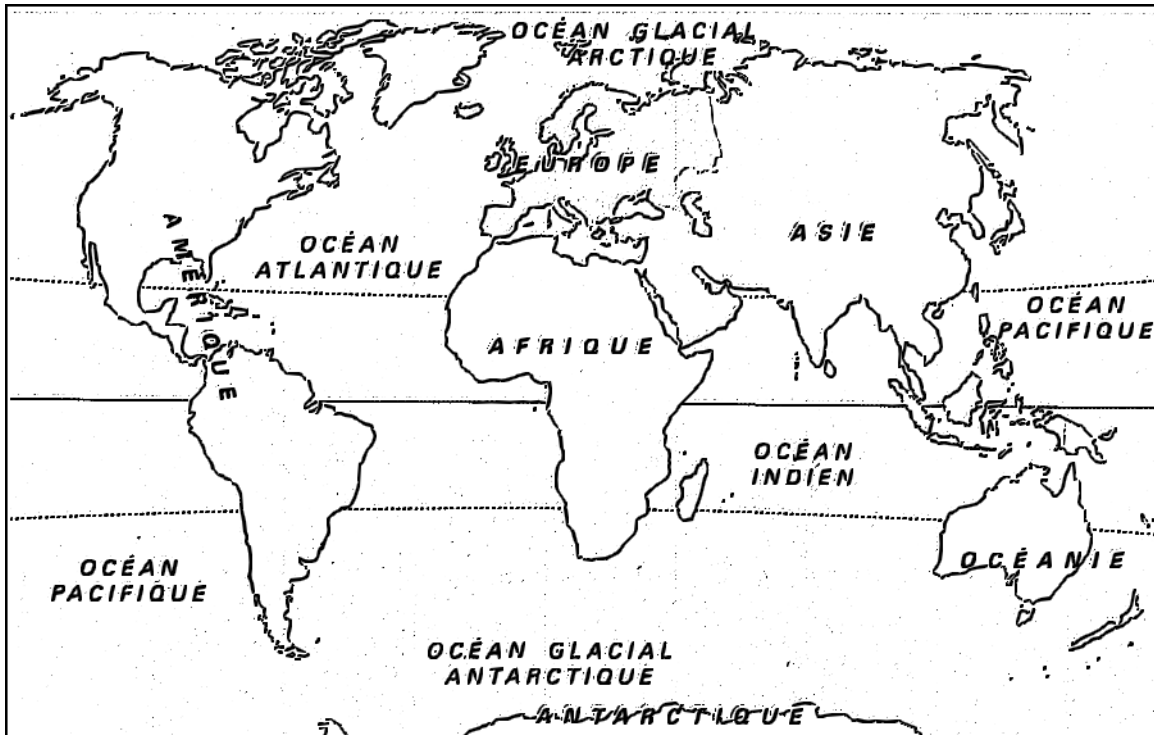 OCÉAN GLACIAL
ARCTIQUE
EUROPE
ASIE
OCÉAN
ATLANTIQUE
AMERIQUE
OCÉAN
PACIFIQUE
AFRIQUE
OCÉAN
INDIEN
OCÉAN
PACIFIQUE
OCÉANIE
OCÉAN GLACIAL
ANTARCTIQUE
ANTARCTIQUE